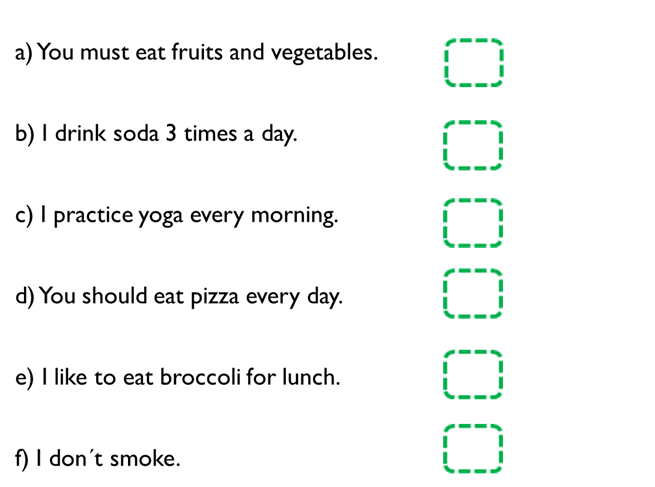 a) You must eat fruits and vegetables.
b) I drink soda 3 times a day.
c) I practice yoga every morning.
d) You should eat pizza every day.
e) I like to eat broccoli for lunch.
f) I don´t smoke.